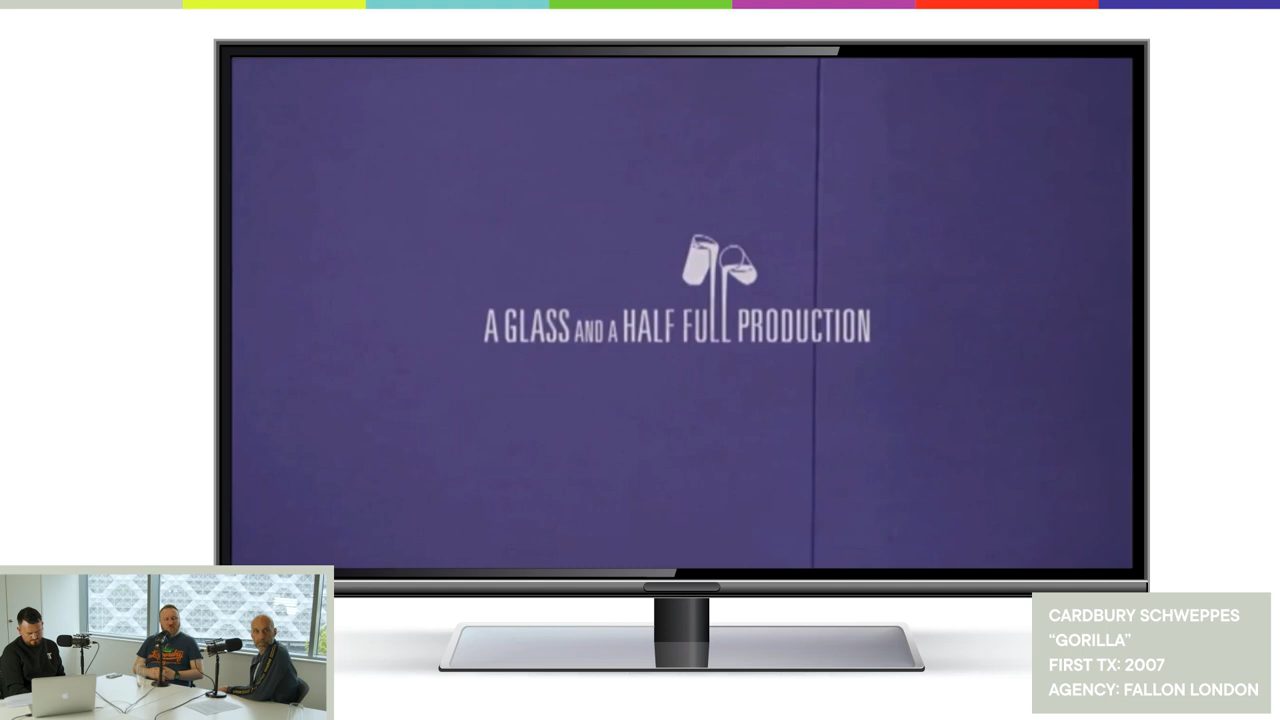 A GLASS AND A HALF FULL PRODUCTION
CARDBURY SCHWEPPES
“GORILLA”
FIRST TX: 2007
AGENCY: FALLON LONDON